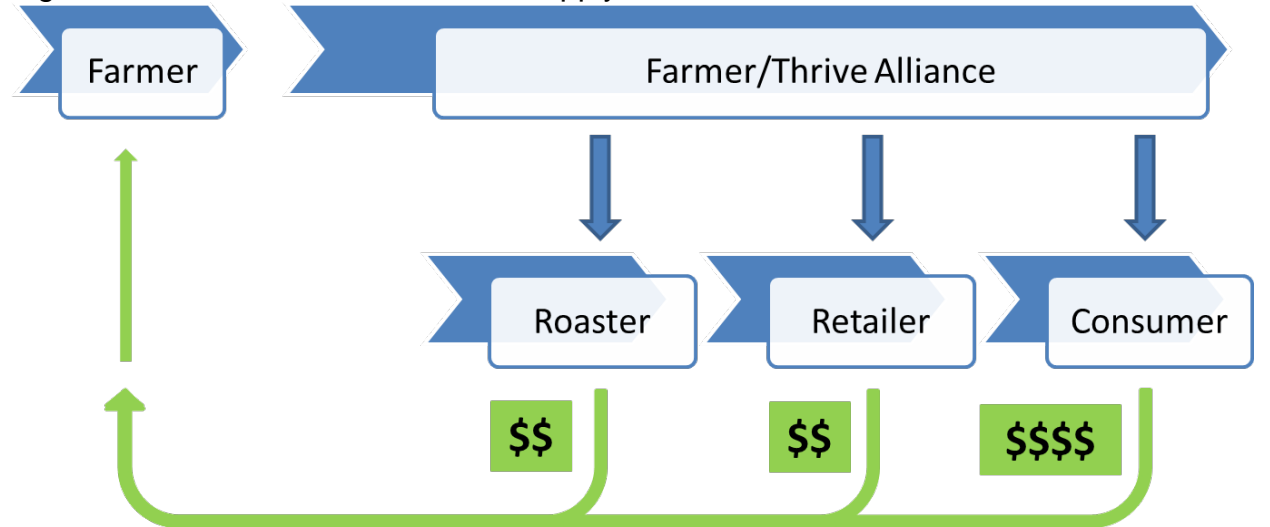 Farmer
Farmer/Thrive Alliance
Roaster
Retailer
Consumer
$$
$$
$$$$